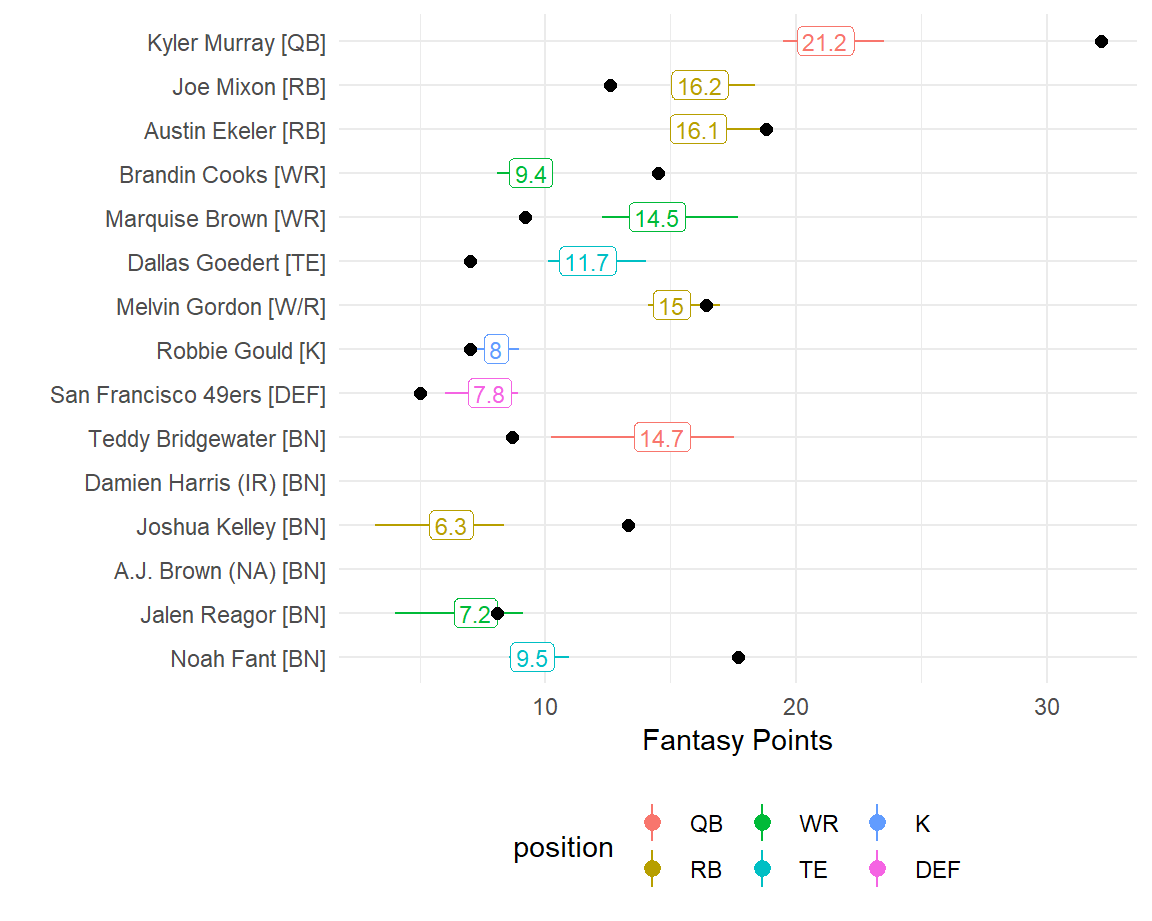 Kyler Murray [QB] 21.2
Joe Mixon [RB] 16.2
Austin Ekeler [RB] 16.1
Brandin Cooks [WR] 9.4
Marquise Brown [WR] 14.5
Dallas Goedert [TE] 11.7
Melvin Gordon [W/R] 15
Robbie Gould [K] 8
San Francisco 49ers [DEF] 7.8
Teddy Bridgewater [BN] 14.7
Damien Harris (IR) [BN]
Joshua Kelley [BN] 6.3
A.J. Brown (NA) [BN]
Jalen Reagor [BN] 7.2
Noah Fant [BN] 9.5
10 20 30
Fantasy Points
position
QB WR K
RB TE DEF